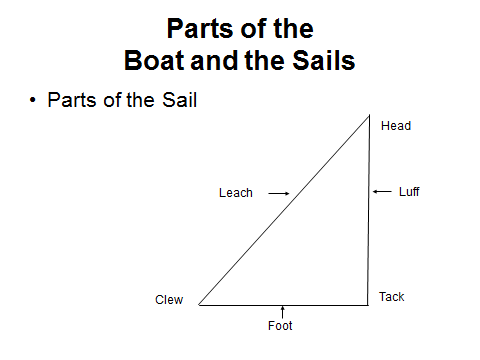 Parts of the
Boat and the Sails
• Parts of the Sail
Head
Leach
Luff
Clew
Tack
Foot